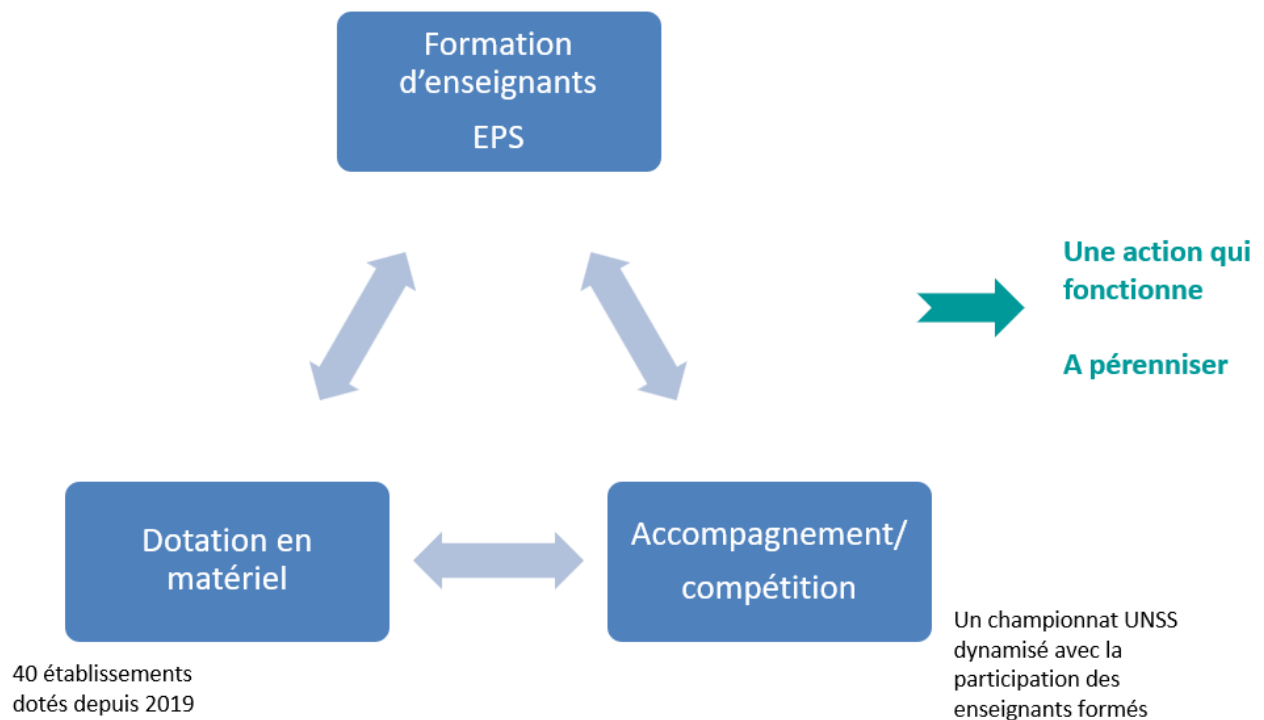 Formation
d'enseignants
EPS
Une action qui
fonctionne
A pérenniser
Dotation en
matériel
Accompagnement/
compétition
40 établissements
dotés depuis 2019
Un championnat UNSS
dynamisé avec la
participation des
enseignants formés